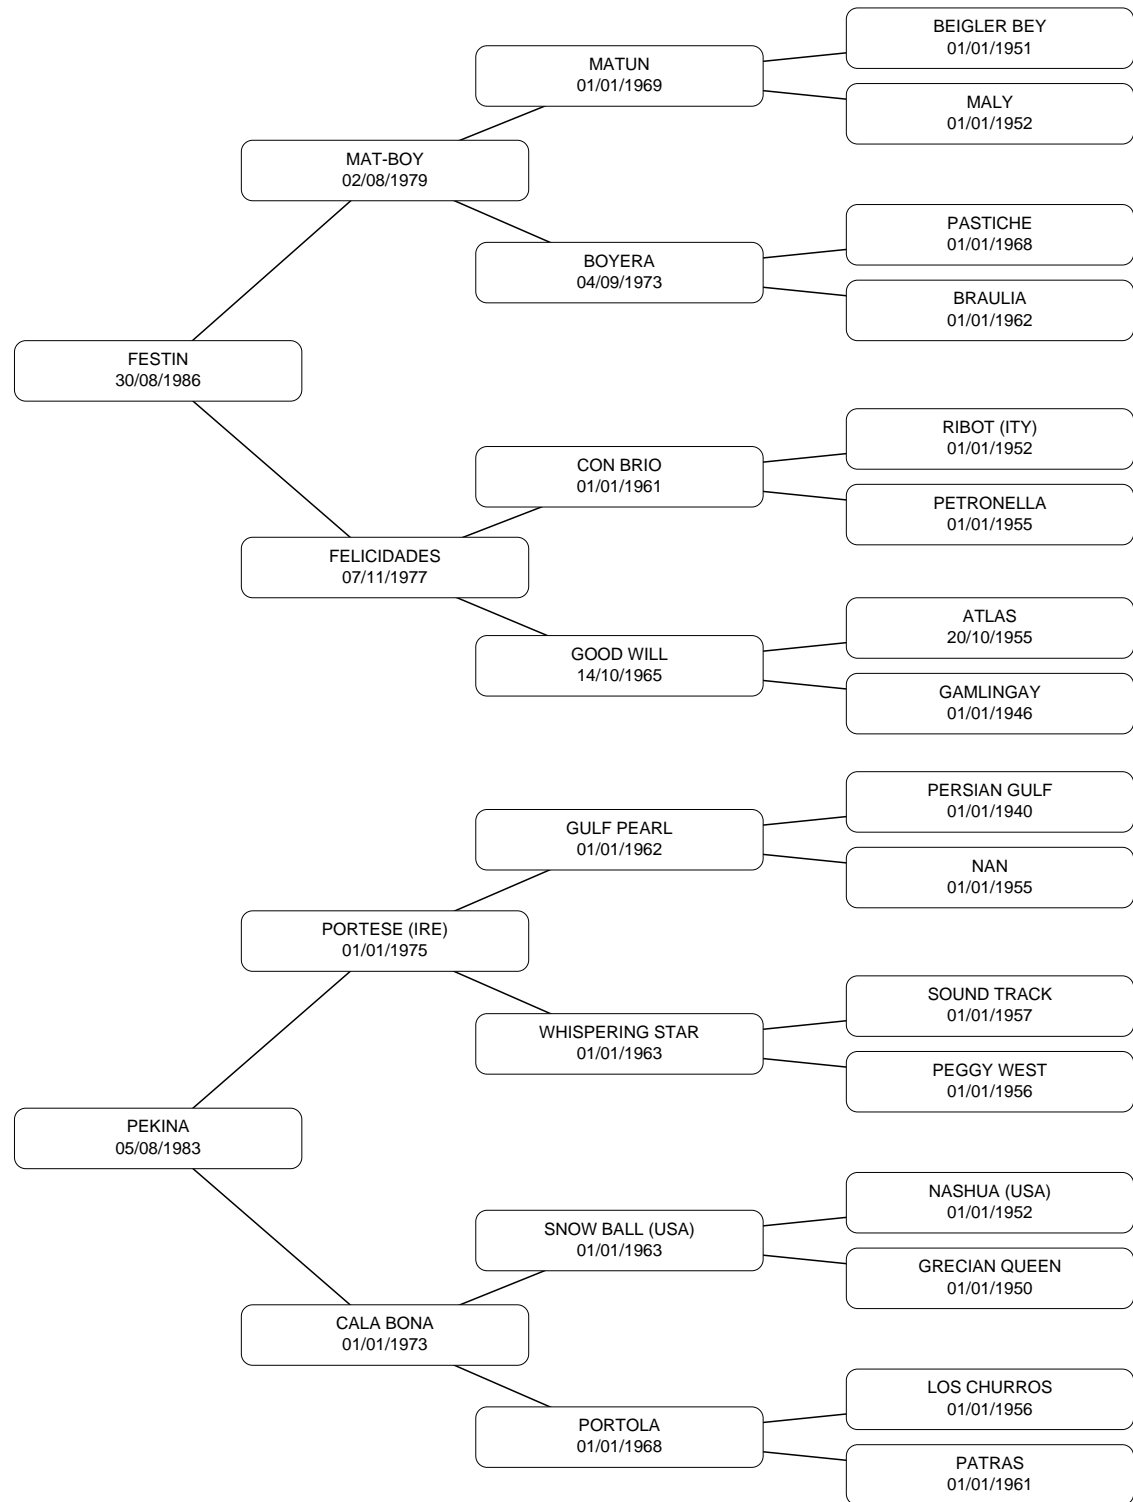 BEIGLER BEY
01/01/1951
MATUN
01/01/1969
MALY
01/01/1952
MAT-BOY
02/08/1979
PASTICHE
01/01/1968
BOYERA
04/09/1973
BRAULIA
01/01/1962
FESTIN
30/08/1986
RIBOT (ITY)
01/01/1952
CON BRIO
01/01/1961
PETRONELLA
01/01/1955
FELICIDADES
07/11/1977
ATLAS
20/10/1955
GOOD WILL
14/10/1965
GAMLINGAY
01/01/1946
PERSIAN GULF
01/01/1940
GULF PEARL
01/01/1962
NAN
01/01/1955
PORTESE (IRE)
01/01/1975
SOUND TRACK
01/01/1957
WHISPERING STAR
01/01/1963
PEGGY WEST
01/01/1956
PEKINA
05/08/1983
NASHUA (USA)
01/01/1952
SNOW BALL (USA)
01/01/1963
GRECIAN QUEEN
01/01/1950
CALA BONA
01/01/1973
LOS CHURROS
01/01/1956
PORTOLA
01/01/1968
PATRAS
01/01/1961